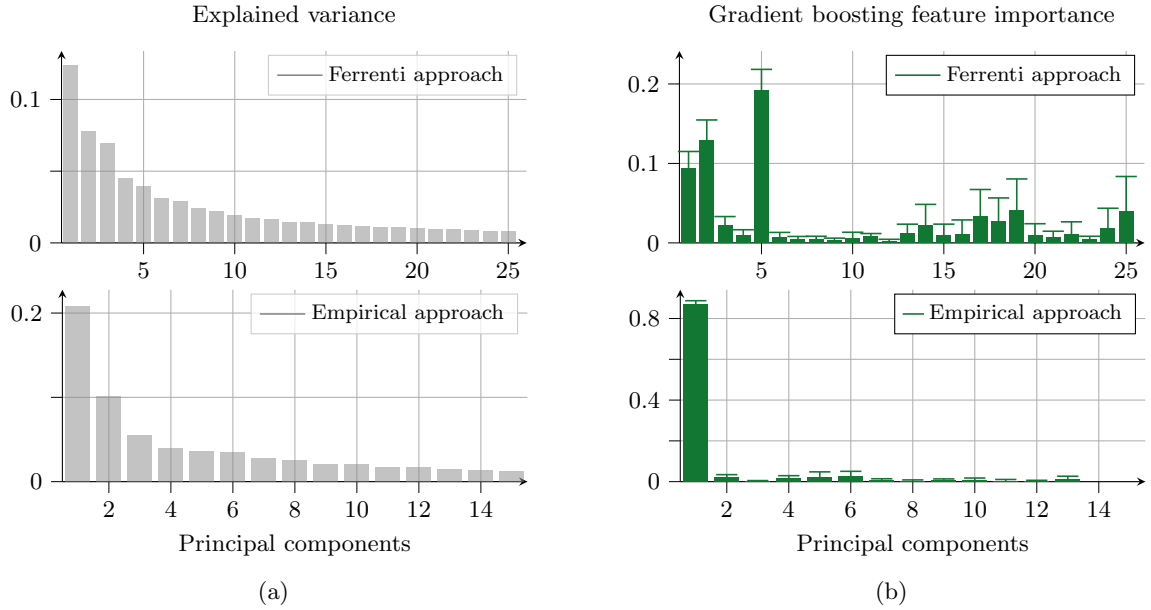 Explained variance
Ferrenti approach
0.1
0
5 10 15 20 25
Empirical approach
0.2
0
2 4 6 8 10 12 14
Principal components
(a)
Gradient boosting feature importance
Ferrenti approach
0.2
0.1
0
5 10 15 20 25
Empirical approach
0.8
0.4
0
2 4 6 8 10 12 14
Principal components
(b)